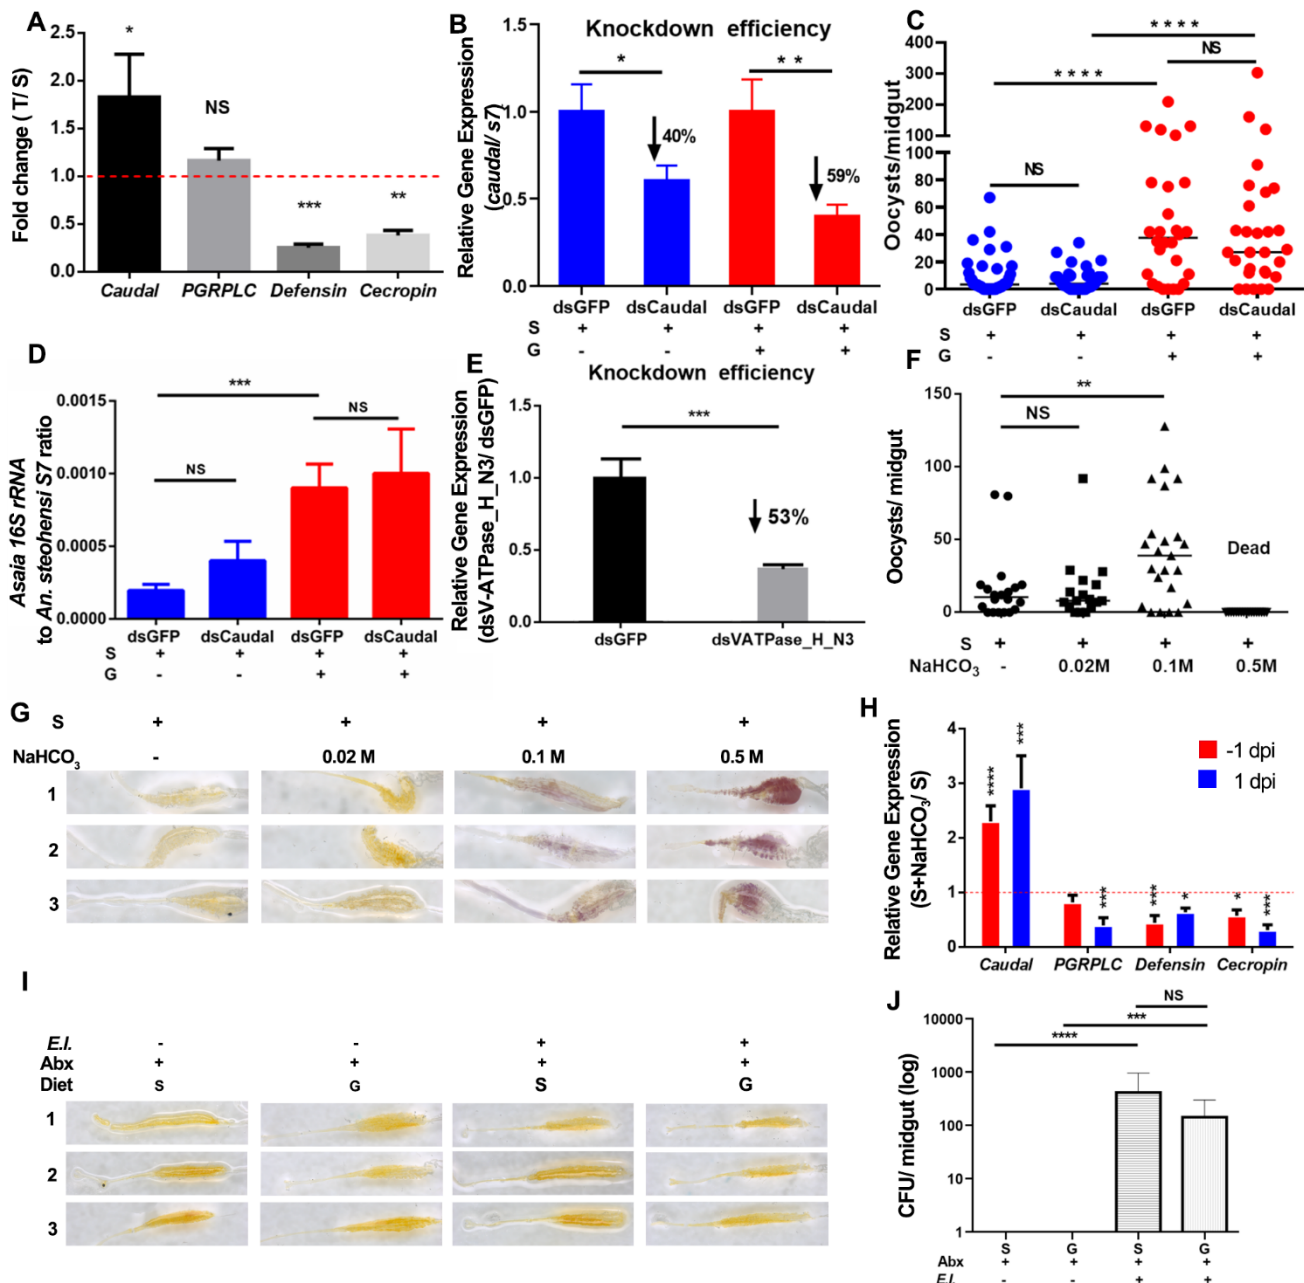 A
Fold change (T/ S)
2.5
2.0
1.5
1.0
0.5
0.0
*
NS
***
**
Caudal PGRPLC Defensin Cecropin
B
Knockdown efficiency
Relative Gene Expression
(caudal/ s7)
1.5
1.0
0.5
0.0
*
* *
40%
59%
dsGFP dsCaudal dsGFP dsCaudal
S + + + +
G - - + +
C
Oocysts/midgut
400
300
200
100
80
60
40
20
0
* * * *
NS
* * * *
NS
dsGFP dsCaudal dsGFP dsCaudal
S + + + +
G - - + +
D
Asaia 16S rRNA
to An. steohensi S7 ratio
0.0015
0.0010
0.0005
0.0000
***
NS
NS
dsGFP dsCaudal dsGFP dsCaudal
S + + + +
G - - + +
E
Knockdown efficiency
Relative Gene Expression
(dsV-ATPase_H_N3/ dsGFP)
1.5
1.0
0.5
0.0
***
53%
dsGFP dsVATPase_H_N3
F
Oocysts/ midgut
150
100
50
0
**
NS
Dead
S + + + +
NaHCO3 - 0.02M 0.1M 0.5M
G
S + + + +
NaHCO3 - 0.02 M 0.1 M 0.5 M
1
2
3
H
Relative Gene Expression
(S+NaHCO3/ S)
4
3
2
1
0
-1 dpi
1 dpi
****
***
***
***
*
*
***
Caudal PGRPLC Defensin Cecropin
I
E.I. - - + +
Abx + + + +
Diet S G S G
1
2
3
J
CFU/ midgut (log)
10000
1000
100
10
1
NS
***
****
S G S G
Abx + + + +
E.I. - - + +